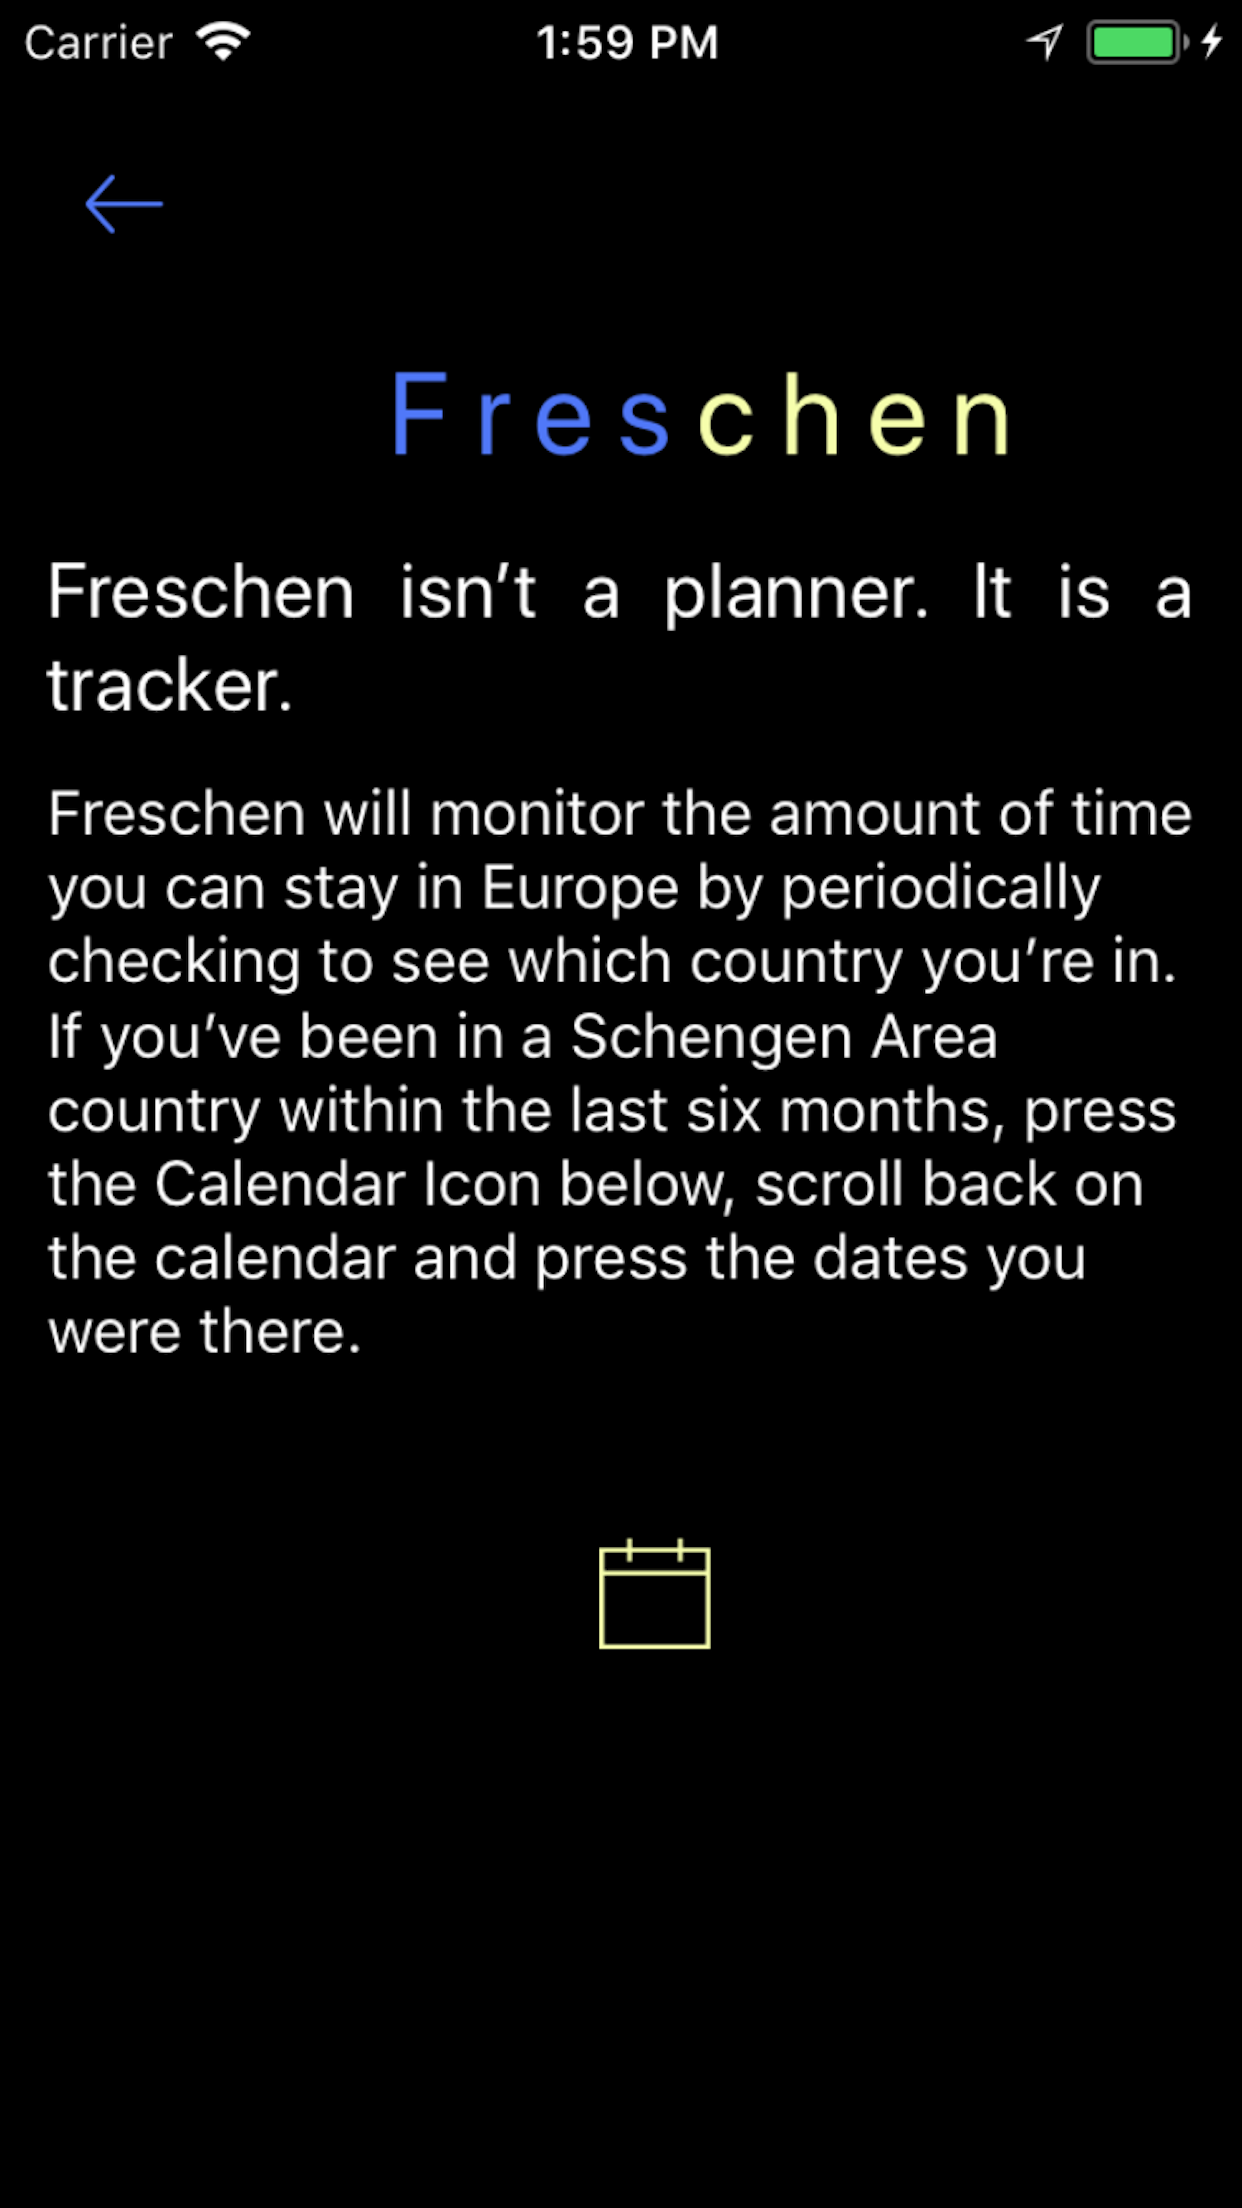 Carrier 1:59 PM
Freschen
Freschen isn’t a planner. It is a
tracker.
Freschen will monitor the amount of time
you can stay in Europe by periodically
checking to see which country you’re in.
If you’ve been in a Schengen Area
country within the last six months, press
the Calendar Icon below, scroll back on
the calendar and press the dates you
were there.